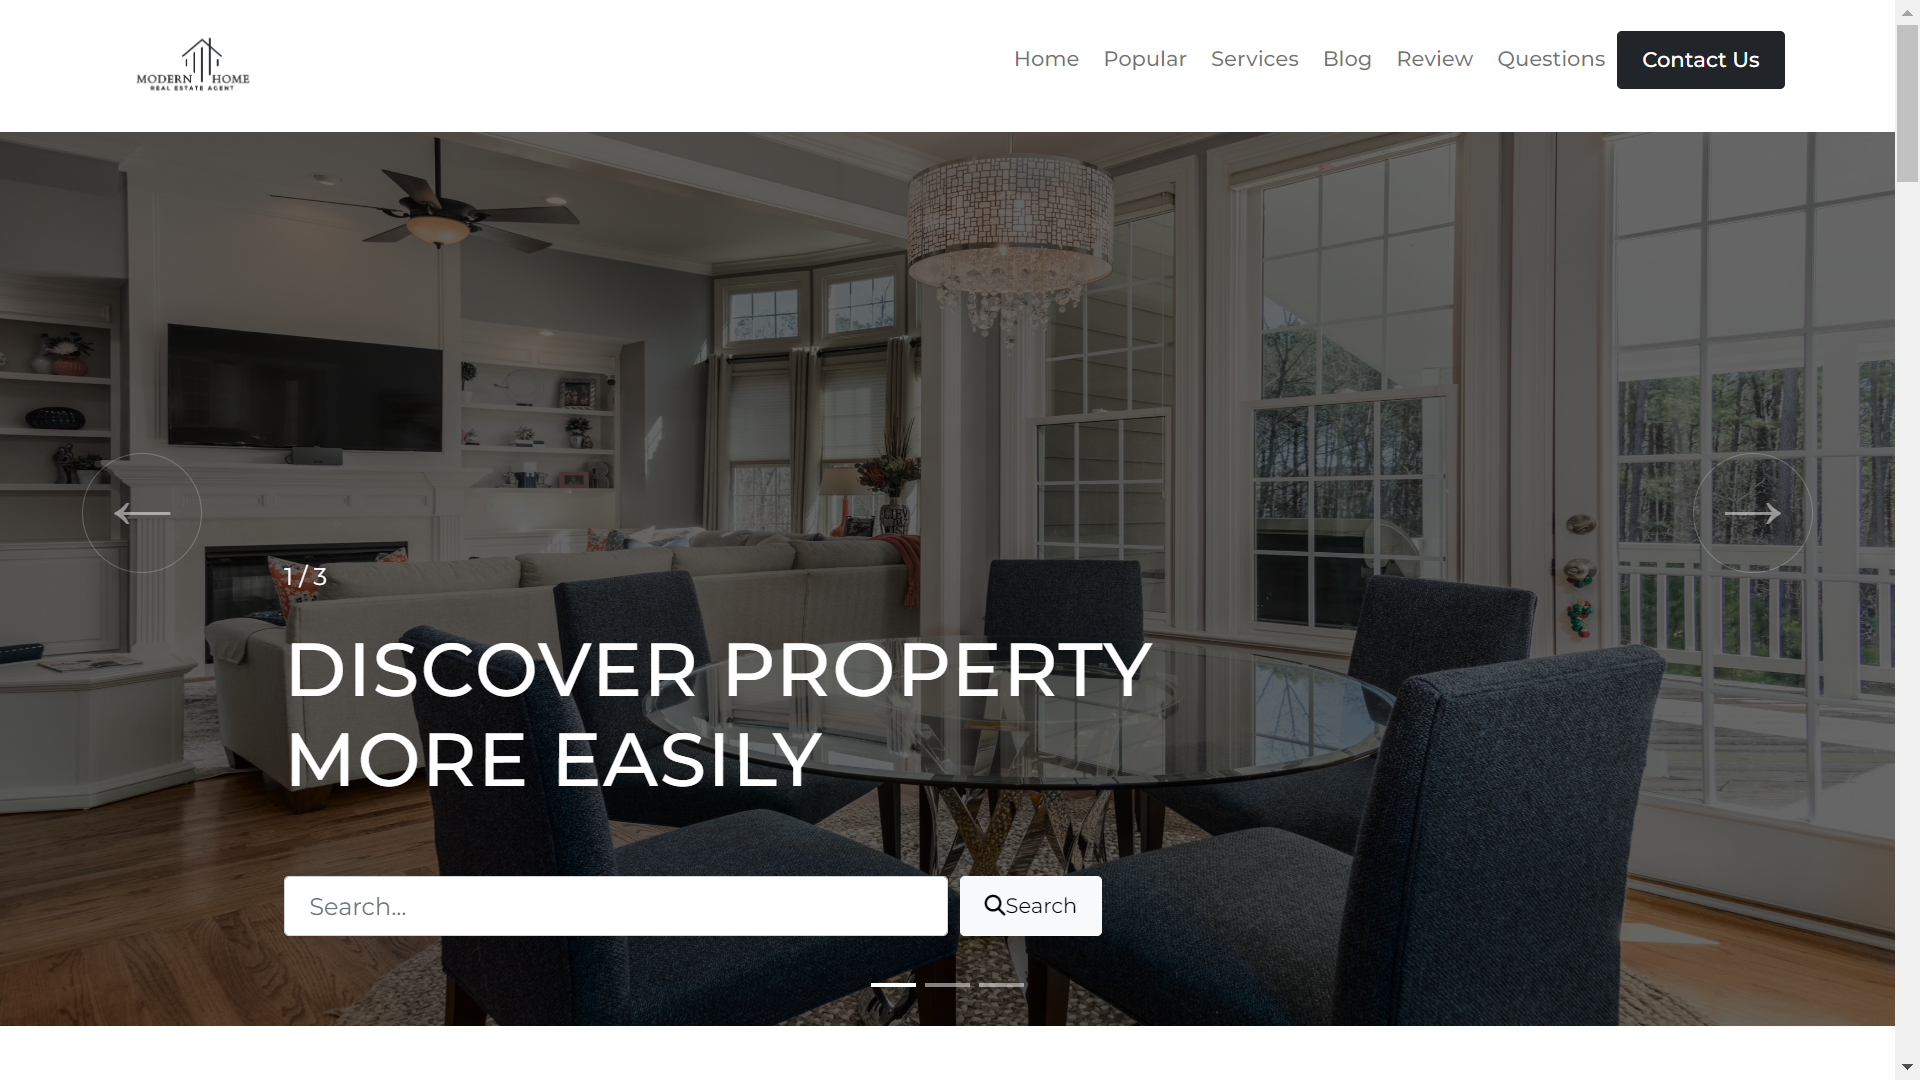 MODERN HOME
REAL ESTATE AGENT
Home Popular Services Blog Review Questions Contact Us
1 / 3
DISCOVER PROPERTY
MORE EASILY
Search...
Search